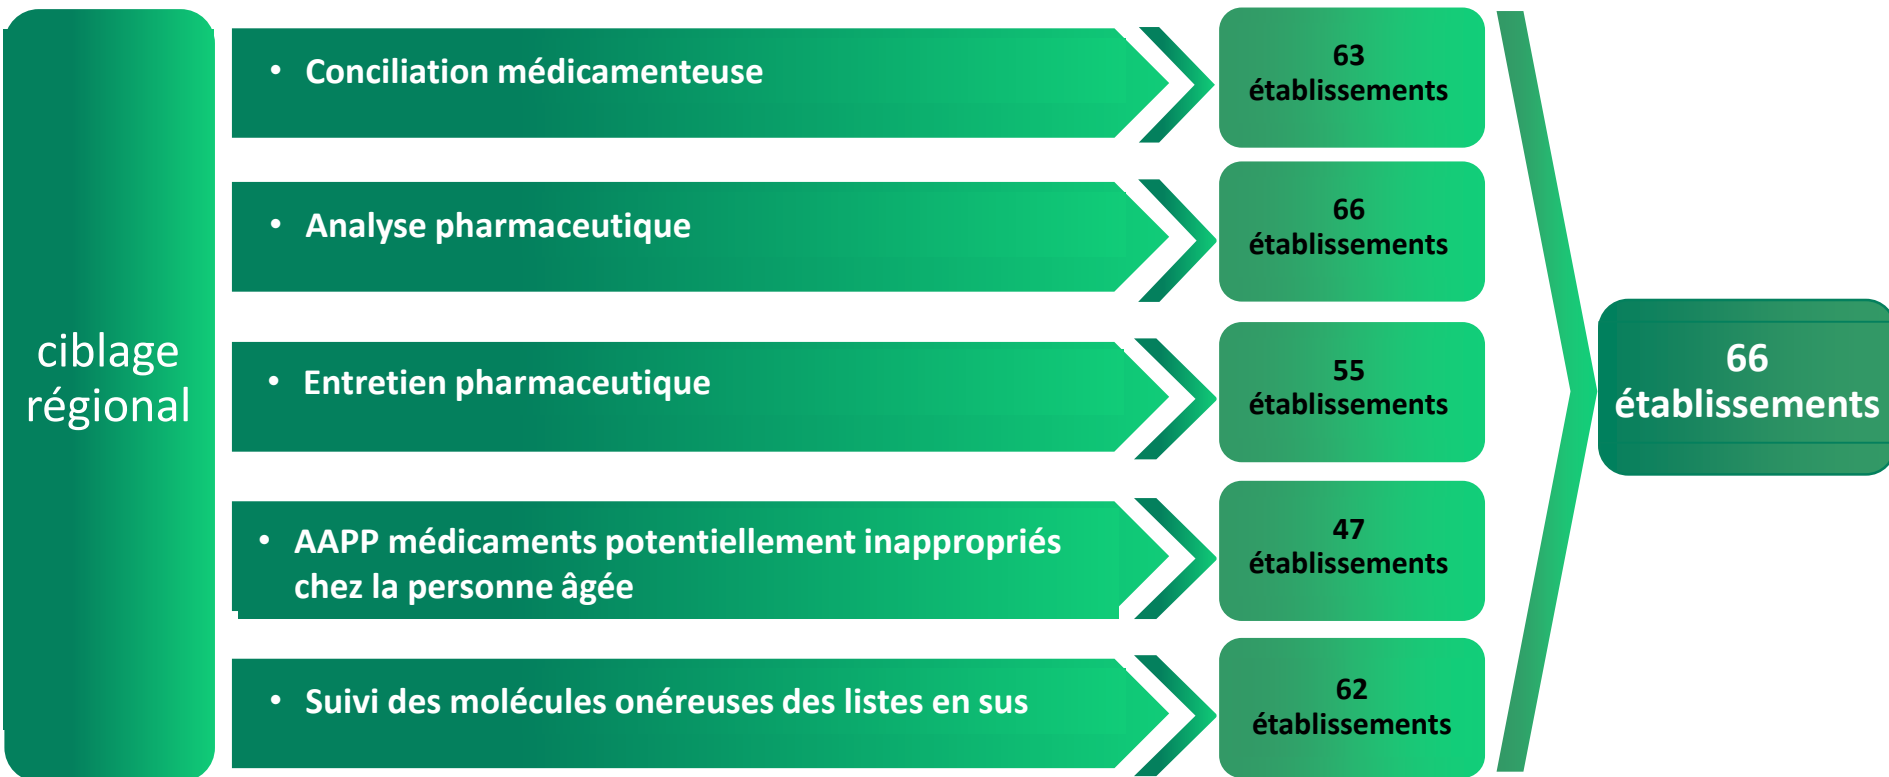 ciblage
régional
• Conciliation médicamenteuse
63
établissements
• Analyse pharmaceutique
66
établissements
• Entretien pharmaceutique
55
établissements
• AAPP médicaments potentiellement inappropriés
chez la personne âgée
47
établissements
• Suivi des molécules onéreuses des listes en sus
62
établissements
66
établissements